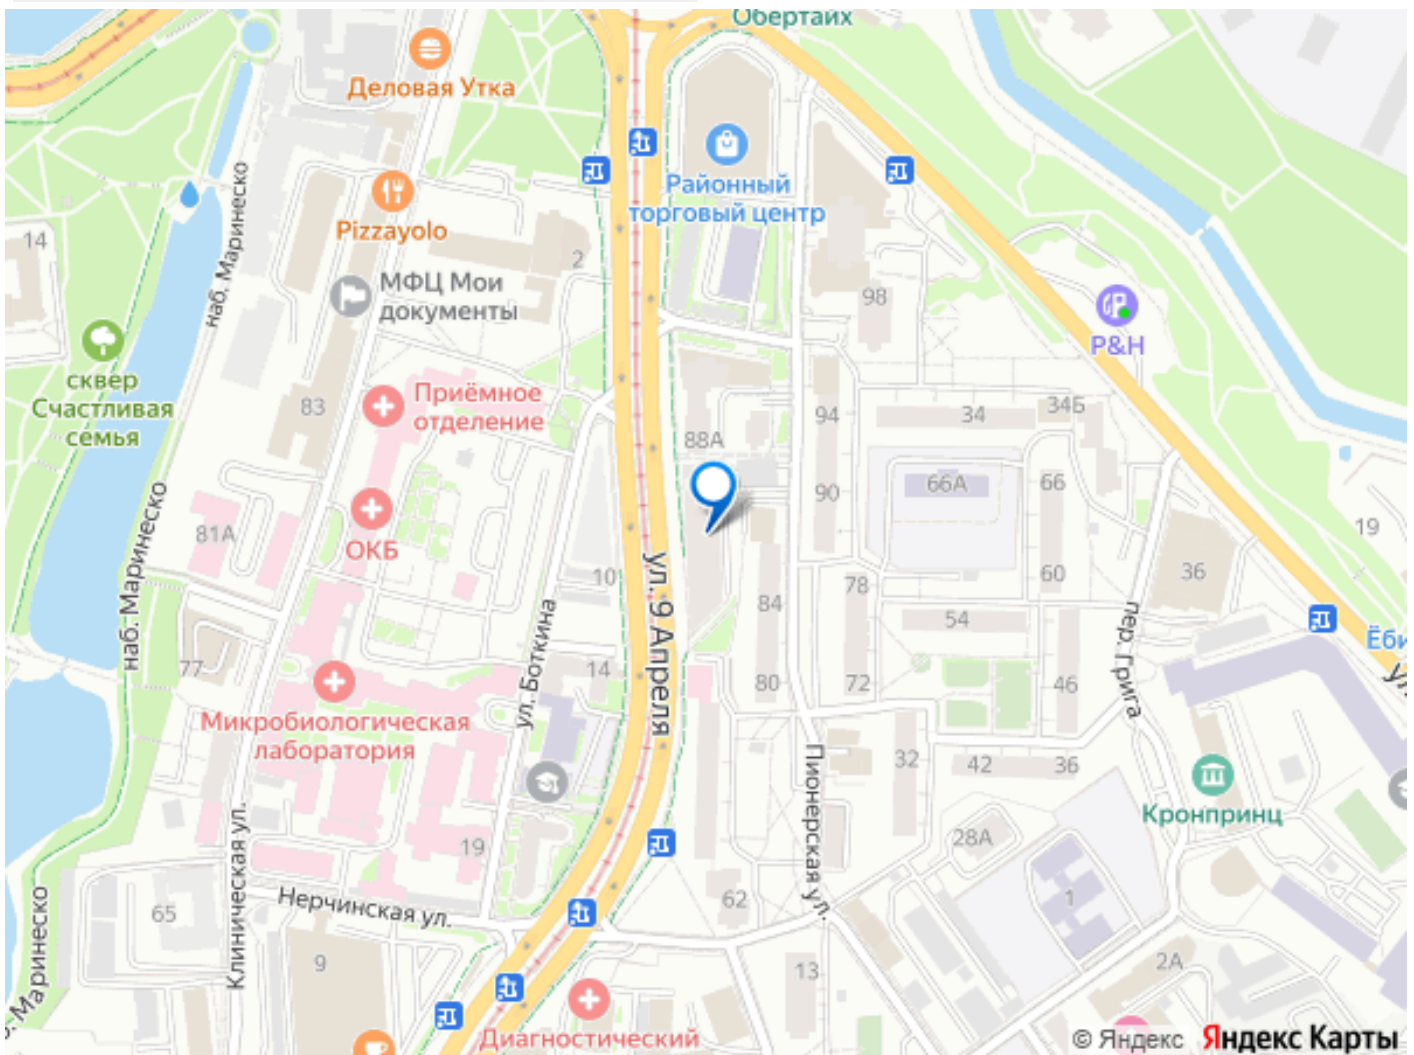 Обертайх
Деловая Утка
Районный
торговый центр
Pizzayolo
наб. Маринеско
14
2
МФЦ Мои
документы
98
P&H
сквер
Счастливая
семья
83
Приёмное
отделение
94
34
34Б
88А
90
66А
66
наб. Маринеско
81А
ОКБ
19
10
ул. 9 Апреля
84
78
60
36
54
ул. Боткина
пер. Грига
77
14
80
72
46
Микробиологическая
лаборатория
32
42
36
Пионерская ул.
Кронпринц
28А
19
Клиническая ул.
Нерчинская ул.
65
62
1
9
13
2А
Диагностический
© Яндекс Яндекс Карты